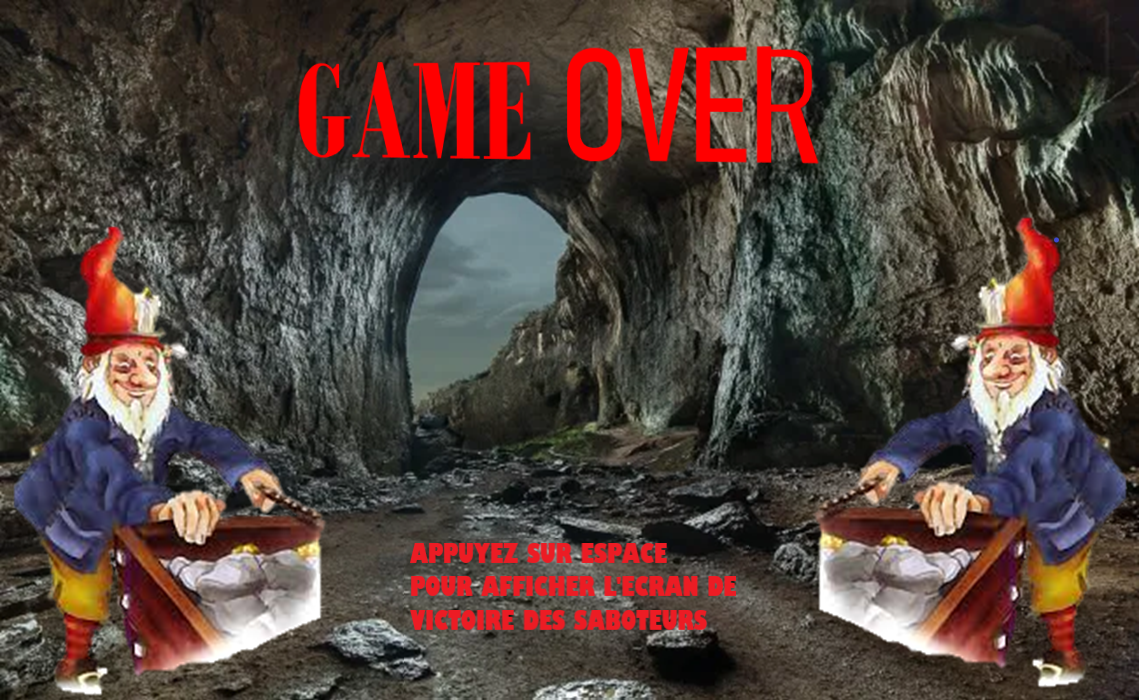 GAME OVER
APPUYEZ SUR ESPACE
POUR AFFICHER L'ECRAN DE
VICTOIRE DES SABOTEURS